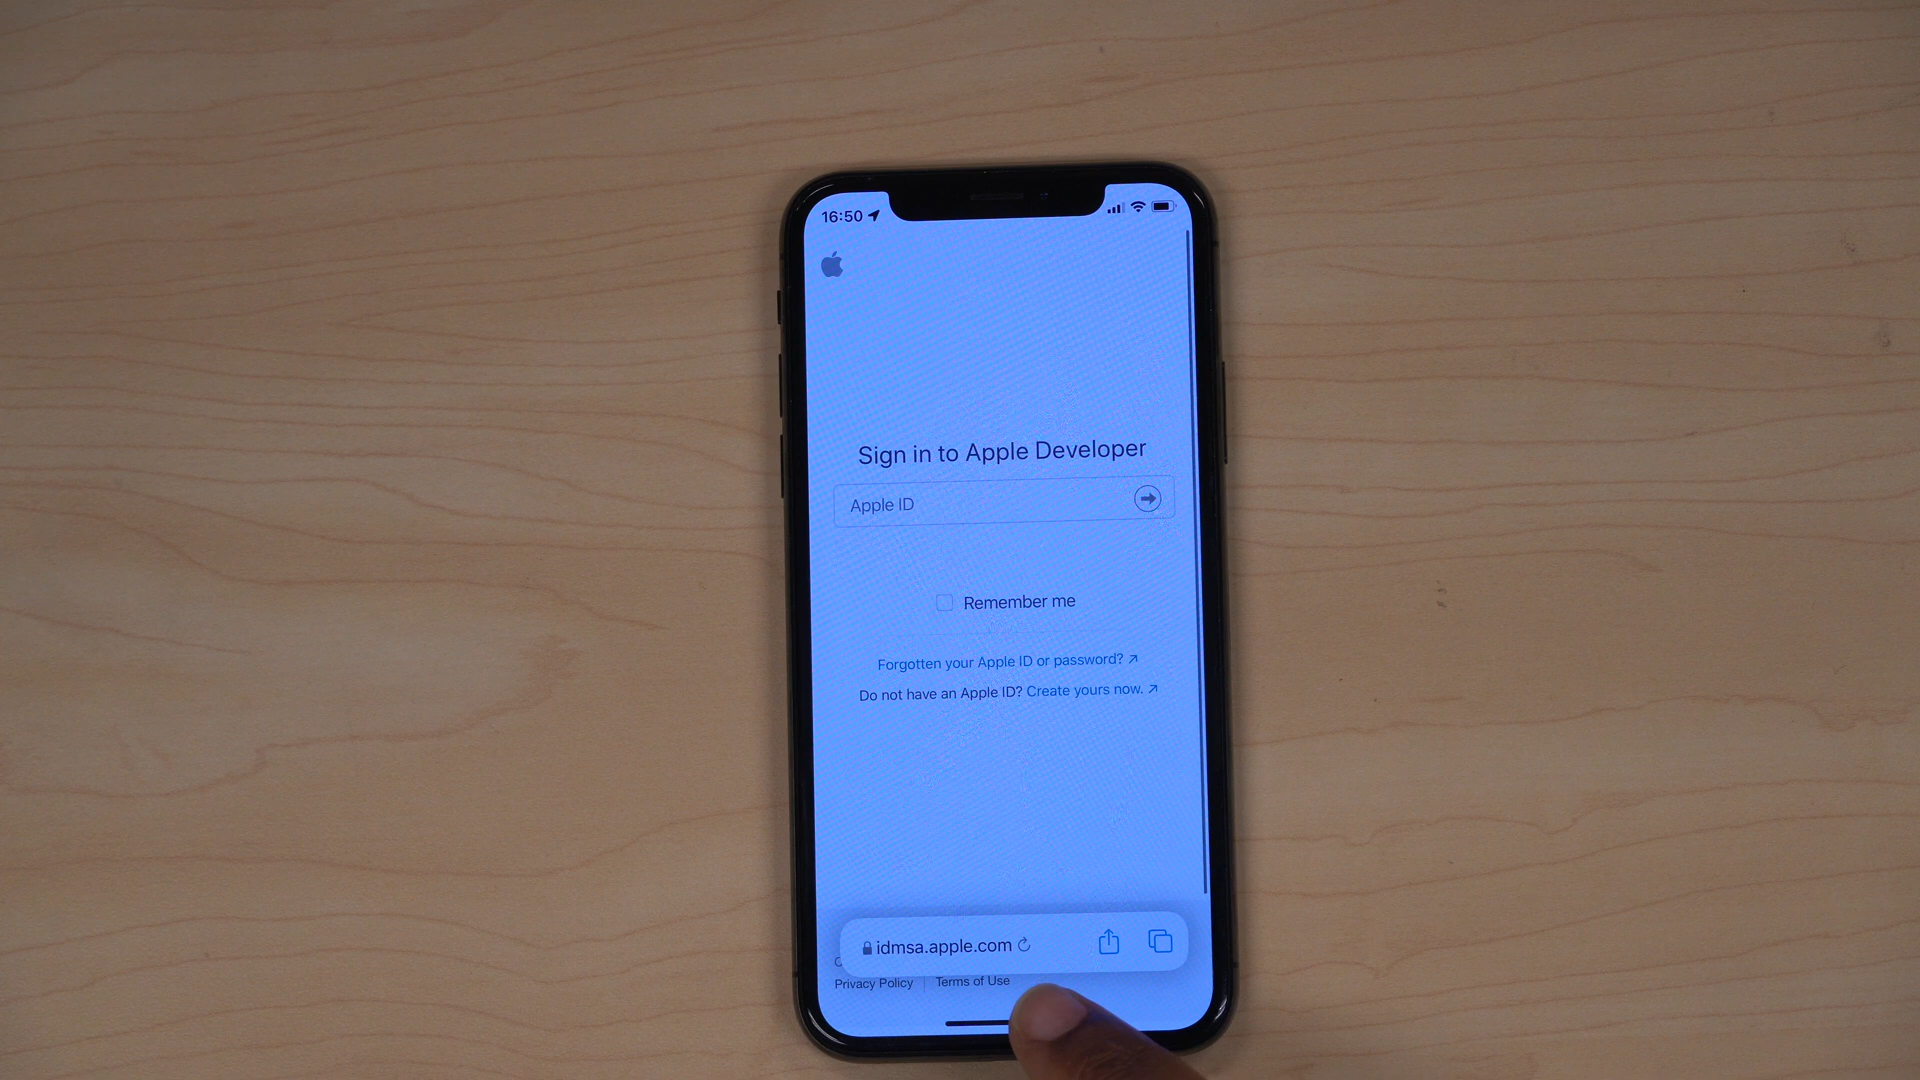 16:50
Sign in to Apple Developer
Apple ID
Remember me
Forgotten your Apple ID or password? ↗
Do not have an Apple ID? Create yours now. ↗
idmsa.apple.com
Privacy Policy | Terms of Use